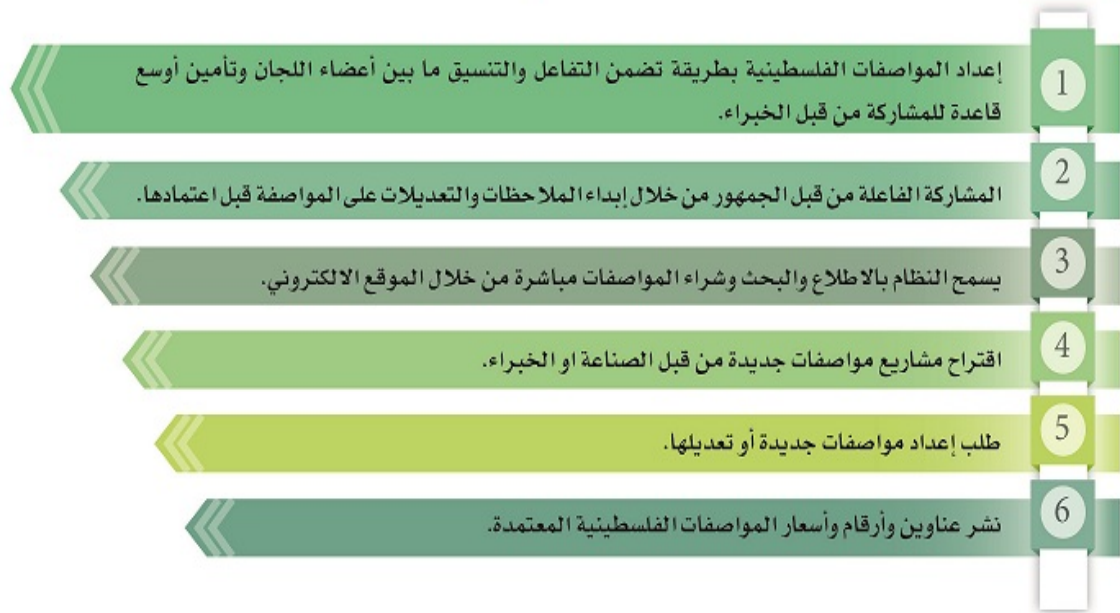 1
إعداد المواصفات الفلسطينية بطريقة تضمن التفاعل والتنسيق ما بين أعضاء اللجان وتأمين أوسع
قاعدة للمشاركة من قبل الخبراء.
2
المشاركة الفاعلة من قبل الجمهور من خلال إبداء الملاحظات والتعديلات على المواصفة قبل اعتمادها.
3
يسمح النظام بالاطلاع والبحث وشراء المواصفات مباشرة من خلال الموقع الالكتروني.
4
اقتراح مشاريع مواصفات جديدة من قبل الصناعة او الخبراء.
5
طلب إعداد مواصفات جديدة أو تعديلها.
6
نشر عناوين وأرقام وأسعار المواصفات الفلسطينية المعتمدة.